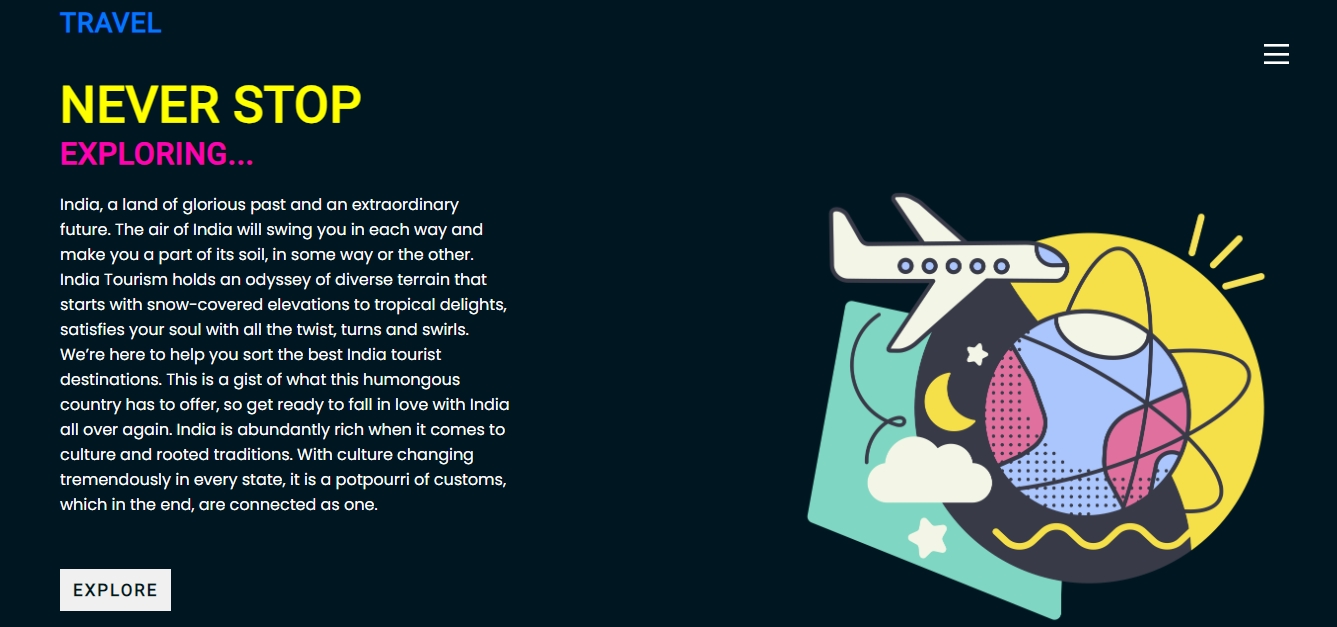 TRAVEL
NEVER STOP
EXPLORING...
India, a land of glorious past and an extraordinary
future. The air of India will swing you in each way and
make you a part of its soil, in some way or the other.
India Tourism holds an odyssey of diverse terrain that
starts with snow-covered elevations to tropical delights,
satisfies your soul with all the twist, turns and swirls.
We’re here to help you sort the best India tourist
destinations. This is a gist of what this humongous
country has to offer, so get ready to fall in love with India
all over again. India is abundantly rich when it comes to
culture and rooted traditions. With culture changing
tremendously in every state, it is a potpourri of customs,
which in the end, are connected as one.
EXPLORE